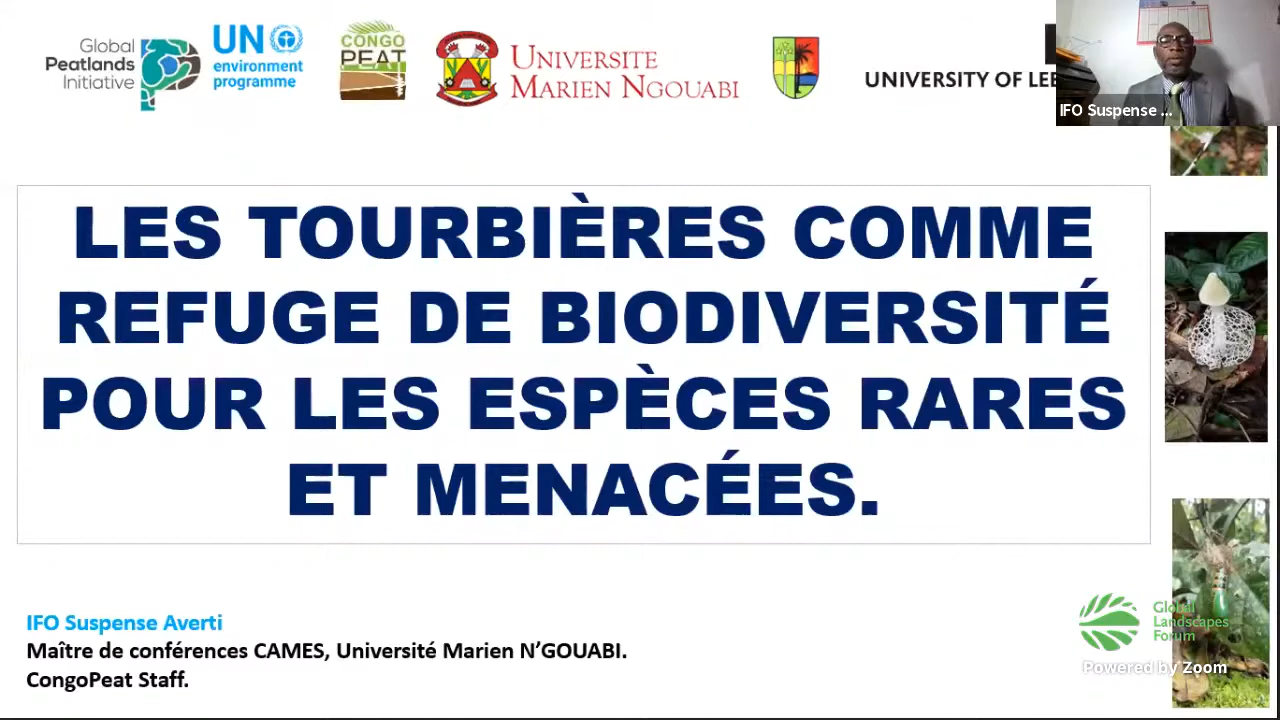 Global
Peatlands
Initiative
UN
environment
programme
CONGO
PEAT
UNIVERSITE
MARIEN NGOUABI
UNIVERSITY OF LEE
IFO Suspense ...
LES TOURBIÈRES COMME
REFUGE DE BIODIVERSITÉ
POUR LES ESPÈCES RARES
ET MENACÉES.
IFO Suspense Averti
Maître de conférences CAMES, Université Marien N’GOUABI.
CongoPeat Staff.
Global
Landscapes
Forum
Powered by Zoom